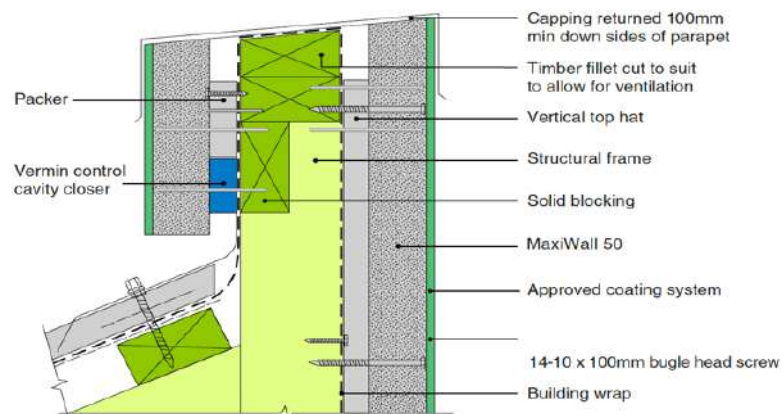 Capping returned 100mm
min down sides of parapet
Timber fillet cut to suit
to allow for ventilation
Packer
Vertical top hat
Vermin control
cavity closer
Structural frame
Solid blocking
MaxiWall 50
Approved coating system
14-10 x 100mm bugle head screw
Building wrap